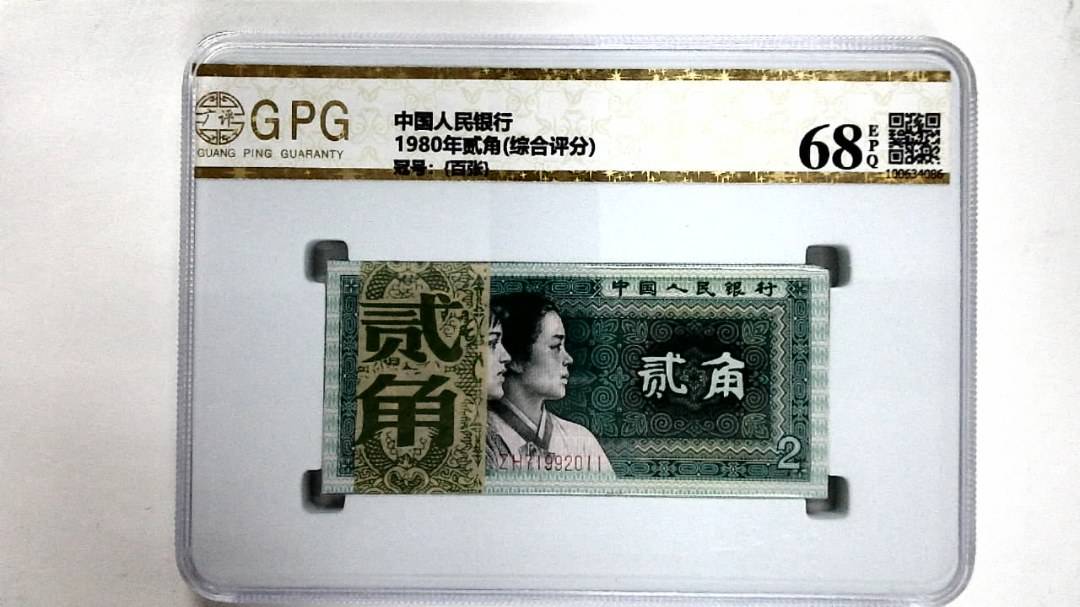 广评
GPG
GUANG PING GUARANTY
中国人民银行
1980年贰角(综合评分)
冠号：(百张)
68
EPQ
100634086
中国人民银行
贰角
贰角
ZH71992011
2